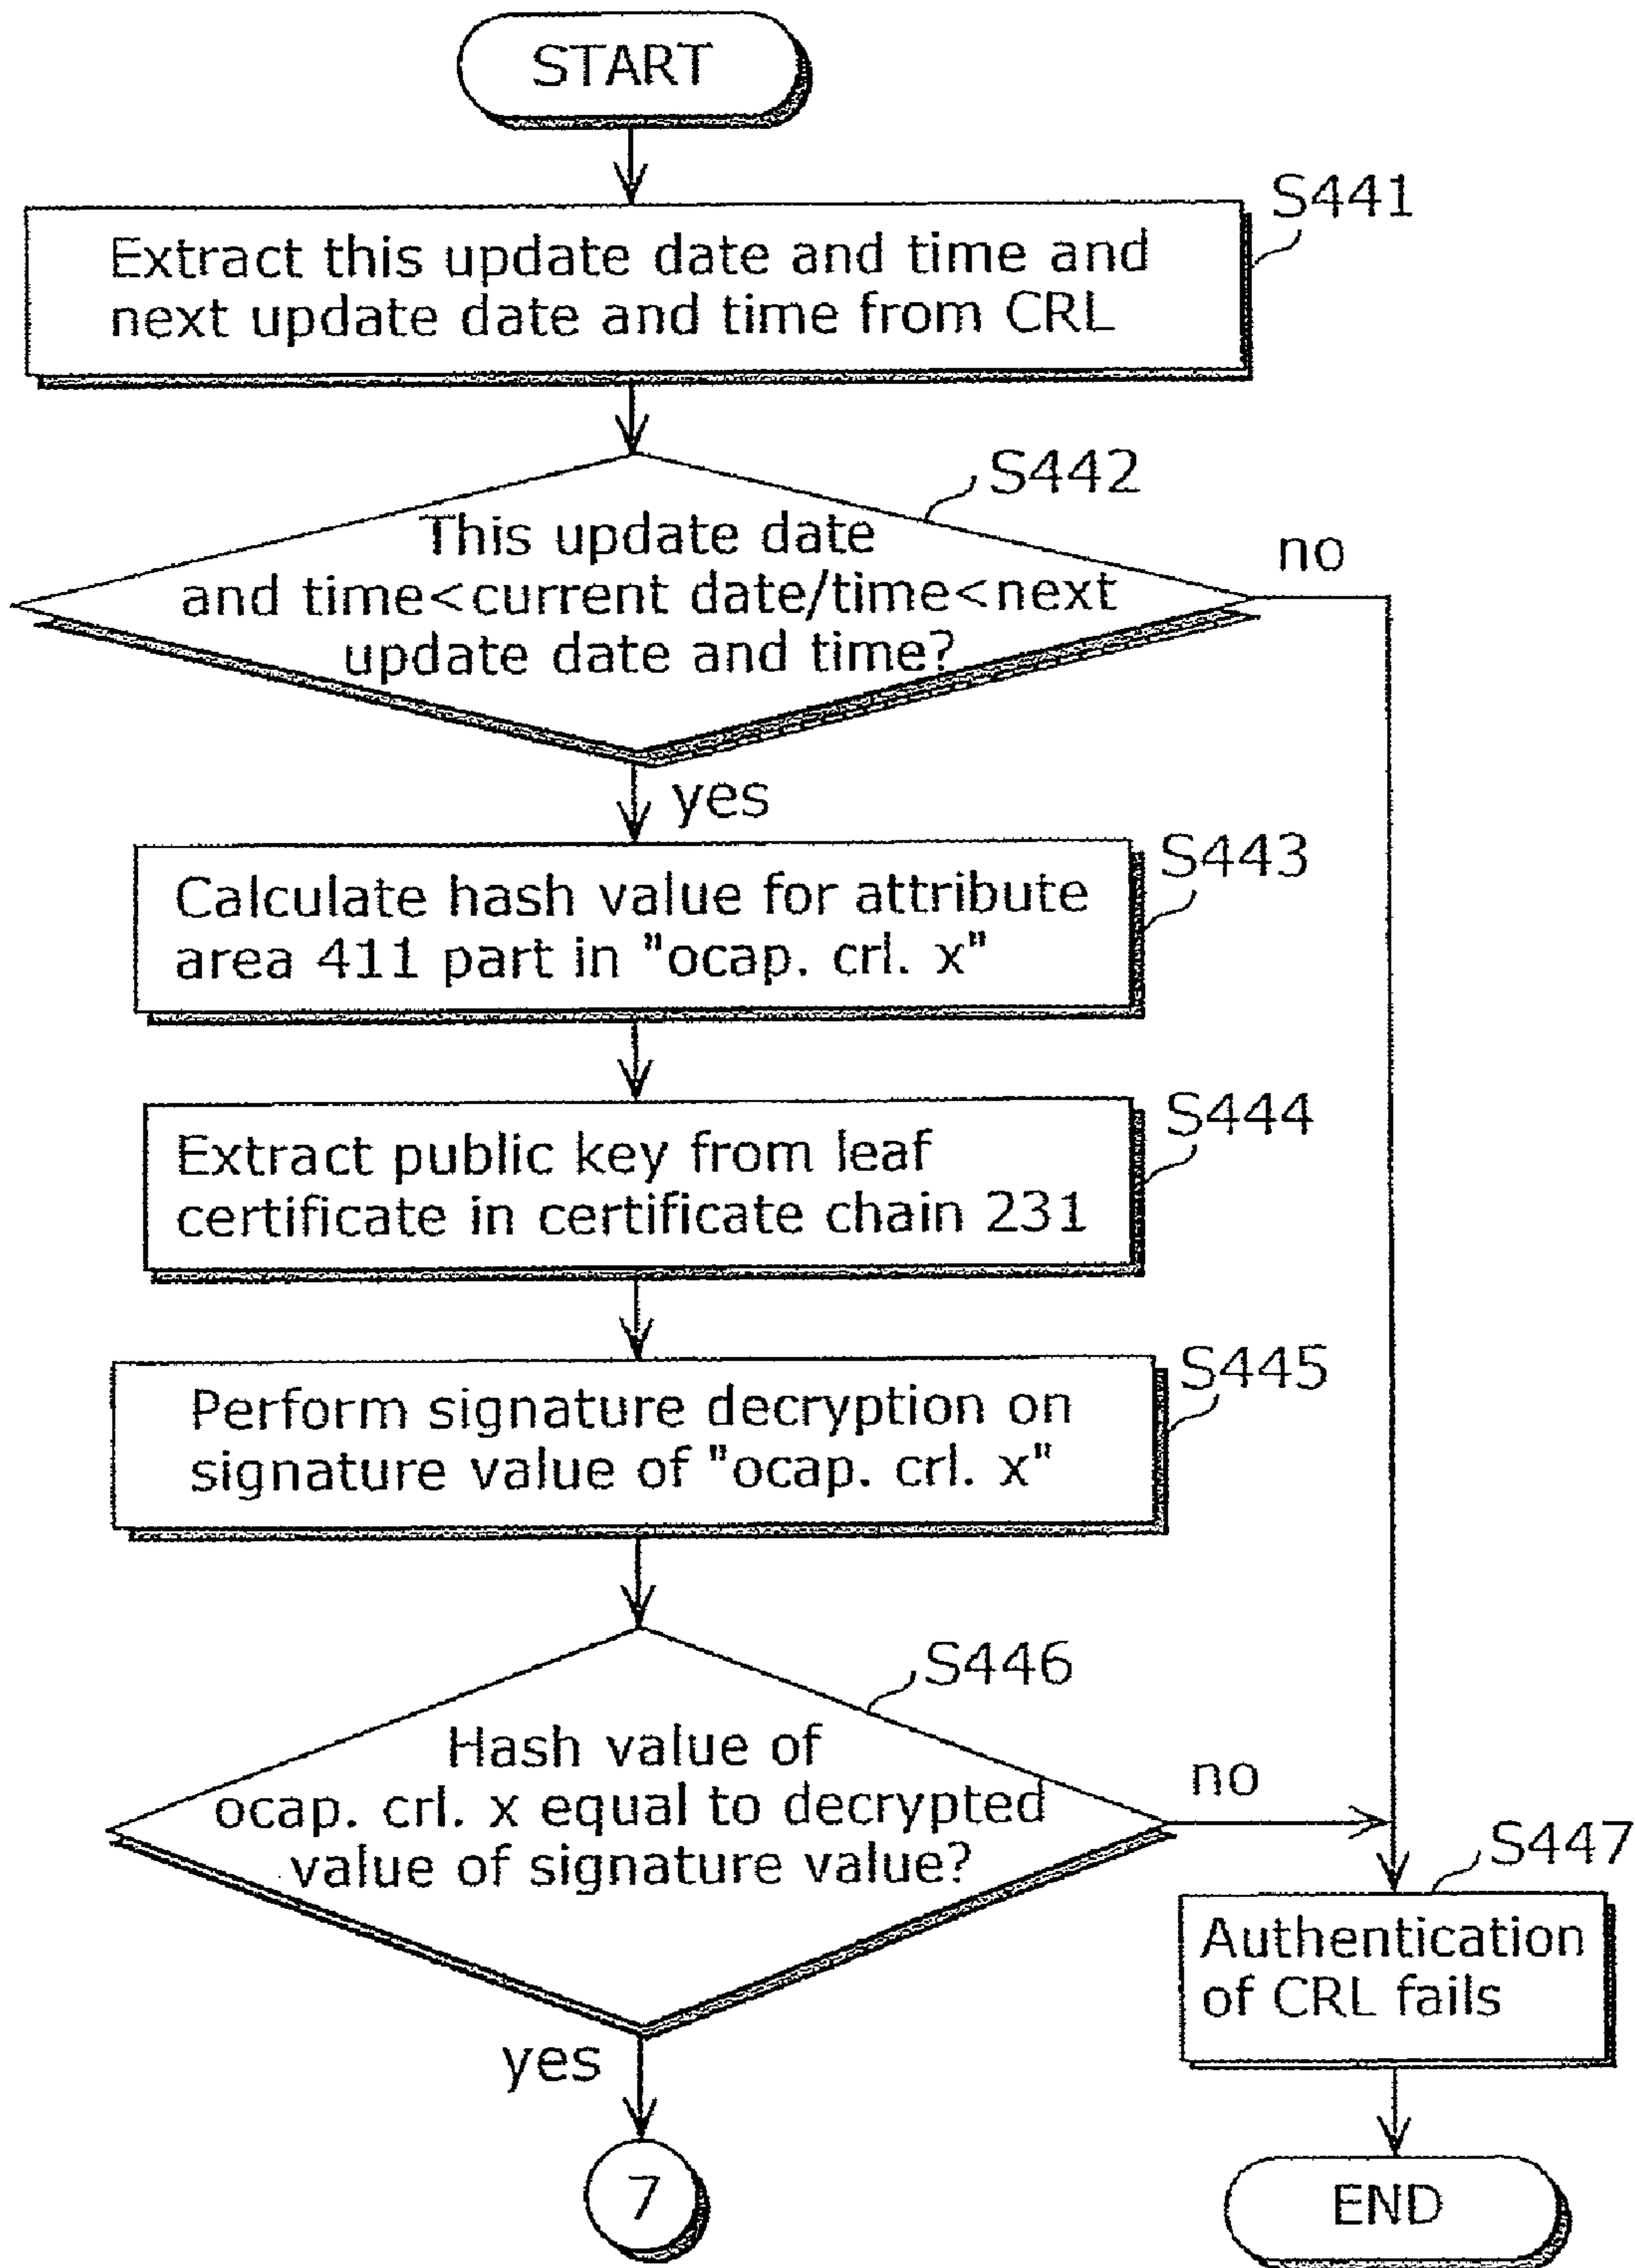 START
S441
Extract this update date and time and
next update date and time from CRL
S442
This update date
and time<current date/time<next
update date and time?
no
yes
S443
Calculate hash value for attribute
area 411 part in "ocap. crl. x"
S444
Extract public key from leaf
certificate in certificate chain 231
S445
Perform signature decryption on
signature value of "ocap. crl. x"
S446
Hash value of
ocap. crl. x equal to decrypted
value of signature value?
no
yes
S447
Authentication
of CRL fails
7
END